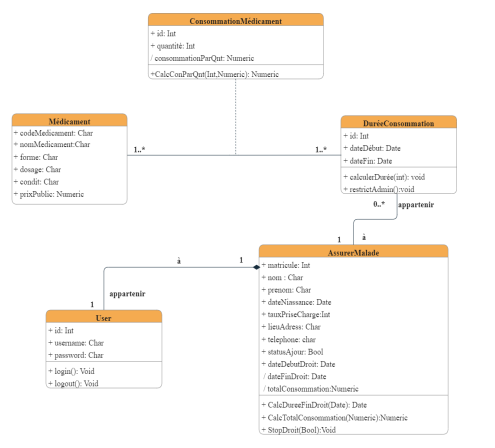 ConsommationMédicament
+ id: Int
+ quantité: Int
/ consommationParQnt: Numeric
+CalcConParQnt(Int,Numeric): Numeric
Médicament
+ codeMedicament: Char
+ nomMedicament:Char
+ forme: Char
+ dosage: Char
+ condit: Char
+ prixPublic: Numeric
1..*
1..*
DuréeConsommation
+ id: Int
+ dateDébut: Date
+ dateFin: Date
+ calculerDurée(int): void
+ restrictAdmin():void
0..*
appartenir
à
1
AssurerMalade
+ matricule: Int
+ nom : Char
+ prenom: Char
+ dateNiassance: Date
+ tauxPriseCharge:Int
+ lieuAdress: Char
+ telephone: char
+ statusAjour: Bool
+ dateDebutDroit: Date
/ dateFinDroit: Date
/ totalConsommation:Numeric
+ CalcDureeFinDroit(Date): Date
+ CalcTotalConsommation(Numeric):Numeric
+ StopDroit(Bool):Void
1
à
appartenir
1
User
+ id: Int
+ username: Char
+ password: Char
+ login(): Void
+ logout(): Void